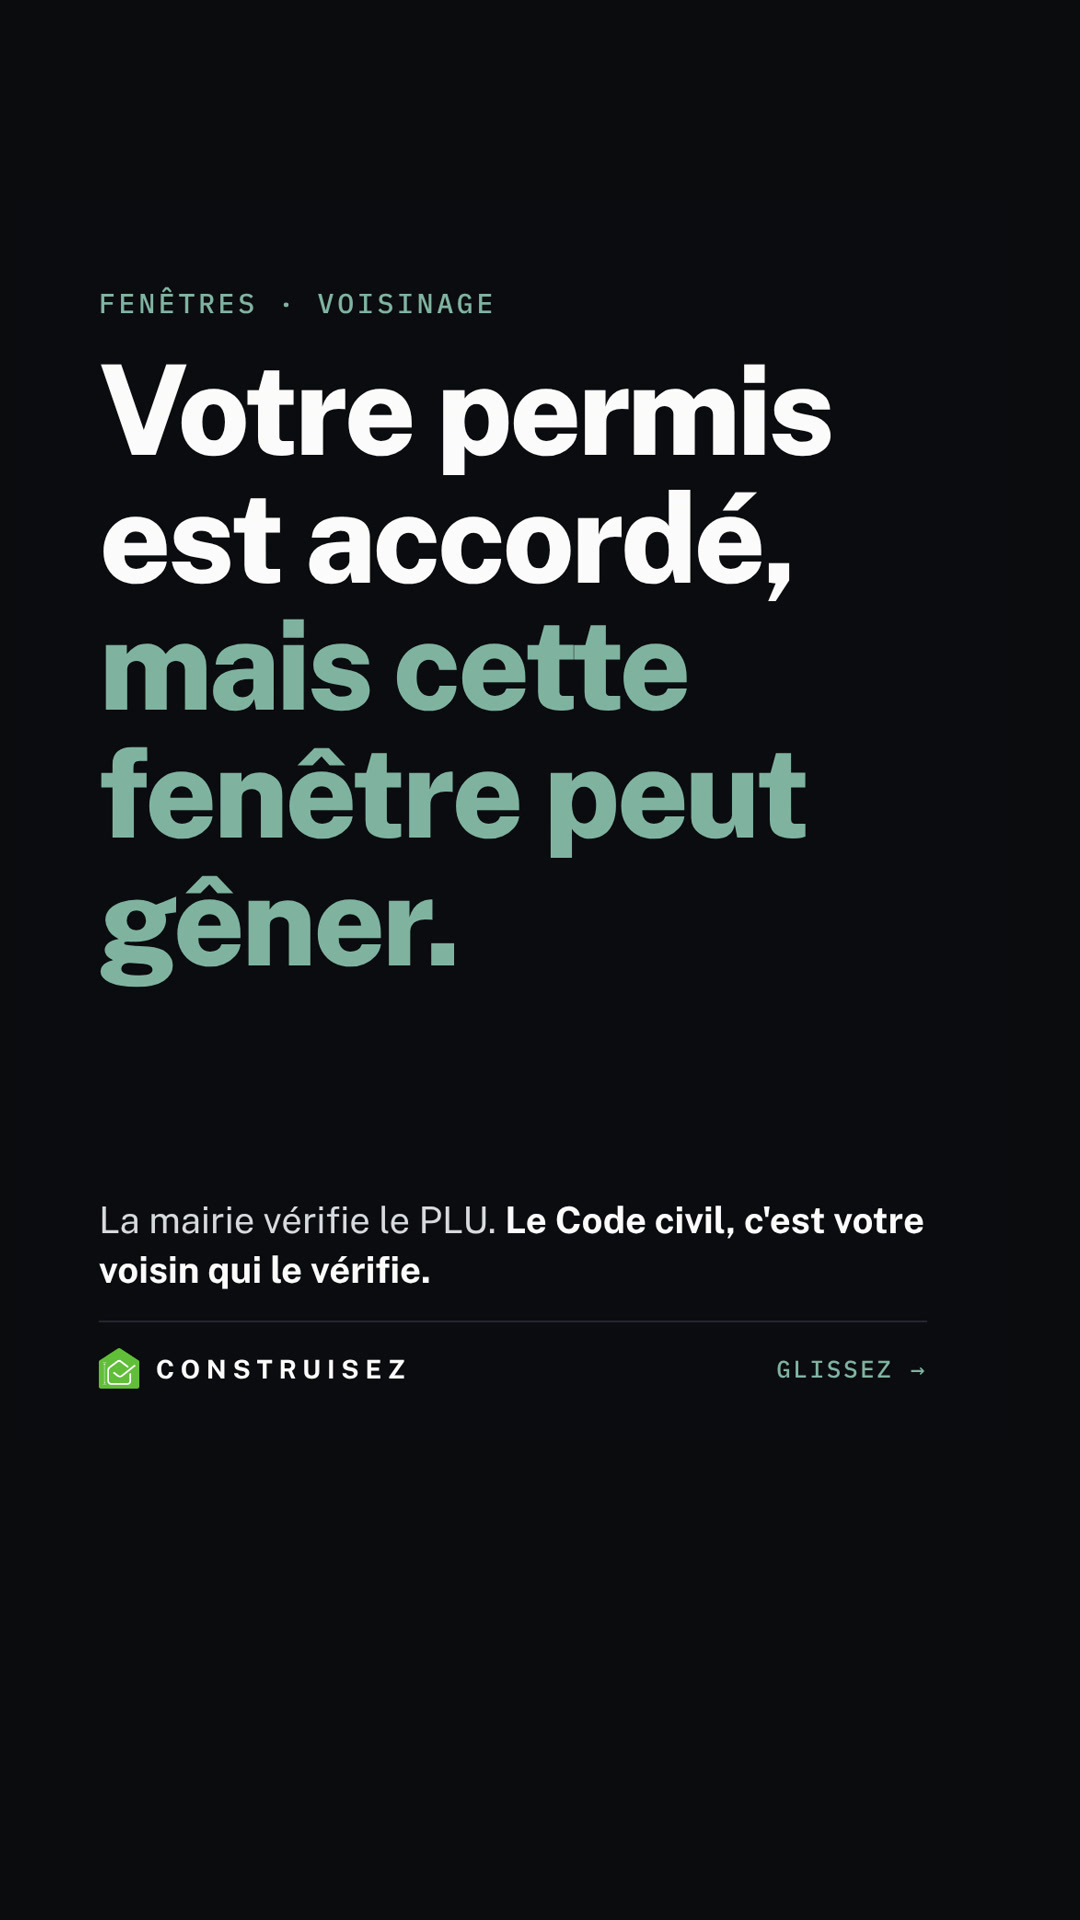 FENÊTRES · VOISINAGE
Votre permis
est accordé,
mais cette
fenêtre peut
gêner.
La mairie vérifie le PLU. Le Code civil, c'est votre
voisin qui le vérifie.
CONSTRUISEZ
GLISSEZ →